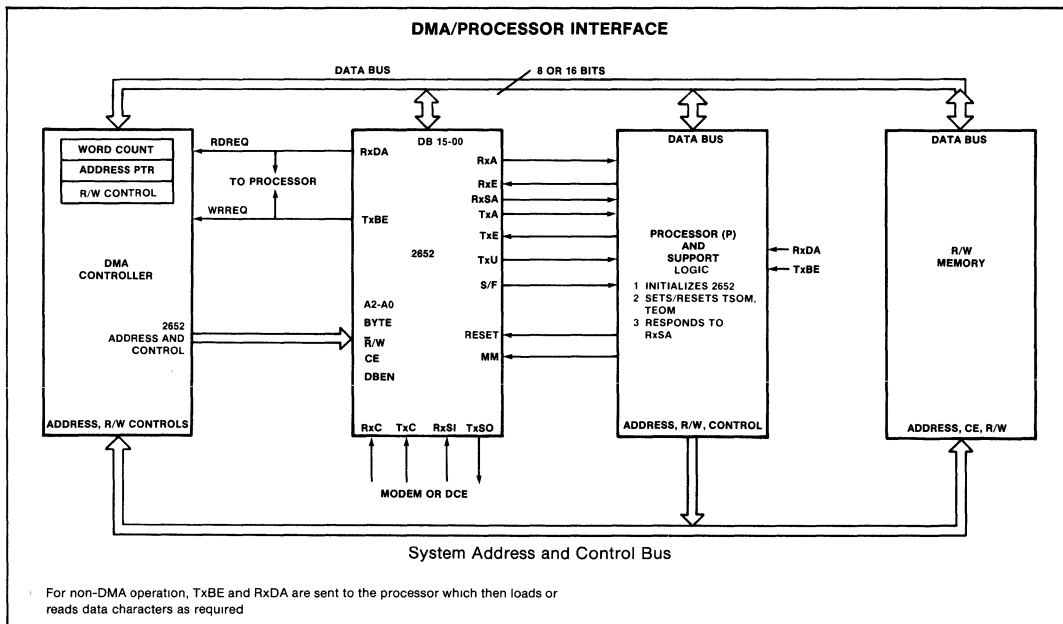 DMA/PROCESSOR INTERFACE
DATA BUS
8 OR 16 BITS
WORD COUNT
ADDRESS PTR
R/W CONTROL
DMA
CONTROLLER
2652
ADDRESS AND
CONTROL
ADDRESS, R/W CONTROLS
RDREQ
TO PROCESSOR
WRREQ
DB 15-00
RxDA
TxBE
2652
A2-A0
BYTE
R̅/W
CE
DBEN
RxA
RxE
RxSA
TxA
TxE
TxU
S/F
RESET
MM
RxC TxC RxSI TxSO
MODEM OR DCE
DATA BUS
PROCESSOR (P)
AND
SUPPORT
LOGIC
1 INITIALIZES 2652
2 SETS/RESETS TSOM,
TEOM
3 RESPONDS TO
RxSA
ADDRESS, R/W, CONTROL
RxDA
TxBE
DATA BUS
R/W
MEMORY
ADDRESS, CE, R/W
System Address and Control Bus
For non-DMA operation, TxBE and RxDA are sent to the processor which then loads or
reads data characters as required